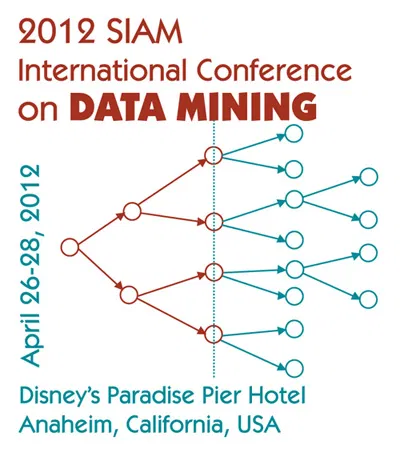 2012 SIAM
International Conference
on DATA MINING
April 26-28, 2012
Disney's Paradise Pier Hotel
Anaheim, California, USA